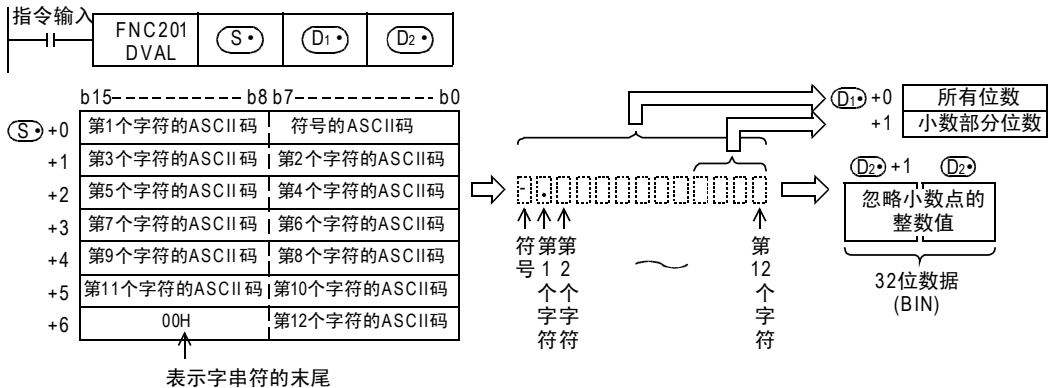 指令输入
FNC201 DVAL S· D1· D2·
b15 b8 b7 b0
S· +0 第1个字符的ASCII码 符号的ASCII码
+1 第3个字符的ASCII码 第2个字符的ASCII码
+2 第5个字符的ASCII码 第4个字符的ASCII码
+3 第7个字符的ASCII码 第6个字符的ASCII码
+4 第9个字符的ASCII码 第8个字符的ASCII码
+5 第11个字符的ASCII码 第10个字符的ASCII码
+6 00H 第12个字符的ASCII码
表示字串符的末尾
- .
符号
第1个字符
第2个字符
第12个字符
D1· +0 所有位数
+1 小数部分位数
D2· +1 D2·
忽略小数点的
整数值
32位数据
(BIN)